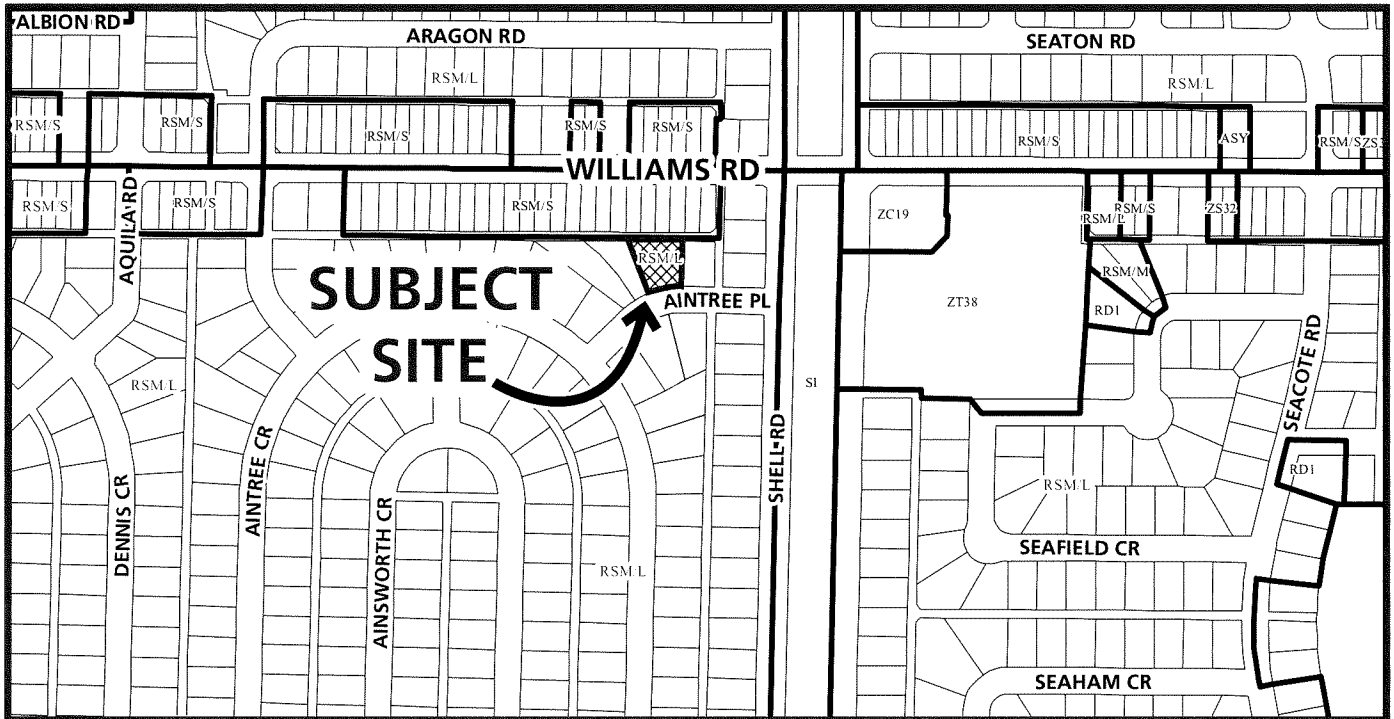 ALBION RD
ARAGON RD
SEATON RD
RSM/L
RSM/L
RSM/S
RSM/S
RSM/S
RSM/S
RSM/S
RSM/S
ASY
RSM/S
WILLIAMS RD
RSM/S
AQUILA RD
RSM/S
RSM/S
ZC19
RSM/L
RSM/S
ZS32
RSM/L
RSM/M
SUBJECT
SITE
AINTREE PL
ZT38
RD1
SEACOTE RD
RSM/L
SI
DENNIS CR
AINTREE CR
AINSWORTH CR
SHELL RD
RD1
RSM/L
RSM/L
SEAFIELD CR
SEAHAM CR